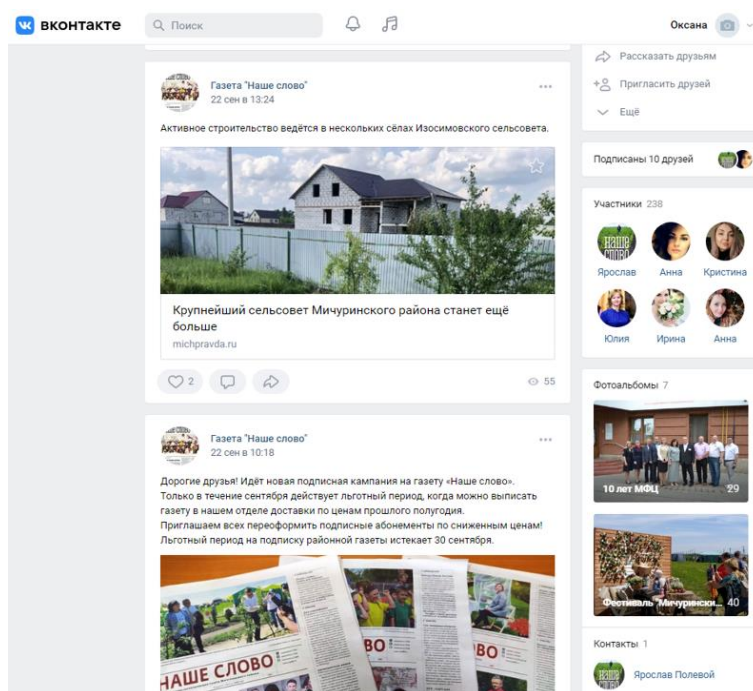 вконтакте
Поиск
Оксана
Рассказать друзьям
Пригласить друзей
Ещё
Газета "Наше слово"
22 сен в 13:24
Активное строительство ведётся в нескольких сёлах Изосимовского сельсовета.
Крупнейший сельсовет Мичуринского района станет ещё
больше
michpravda.ru
2
55
Подписаны 10 друзей
Участники 238
НАШЕ
СЛОВО
Ярослав Анна Кристина
Юлия Ирина Анна
Фотоальбомы 7
10 лет МФЦ 29
Фестиваль "Мичурински... 40
Контакты 1
Ярослав Полевой
Газета "Наше слово"
22 сен в 10:18
Дорогие друзья! Идёт новая подписная кампания на газету «Наше слово».
Только в течение сентября действует льготный период, когда можно выписать
газету в нашем отделе доставки по ценам прошлого полугодия.
Приглашаем всех переоформить подписные абонементы по сниженным ценам!
Льготный период на подписку районной газеты истекает 30 сентября.
НАШЕ СЛОВО